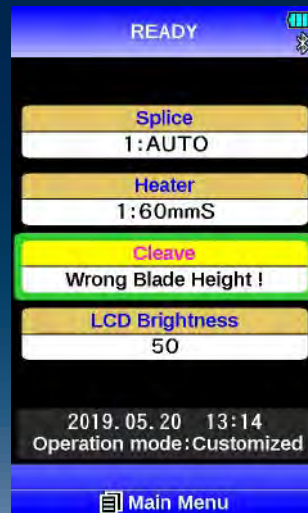 READY
Splice
1:AUTO
Heater
1:60mmS
Cleave
Wrong Blade Height !
LCD Brightness
50
2019.05.20 13:14
Operation mode:Customized
Main Menu